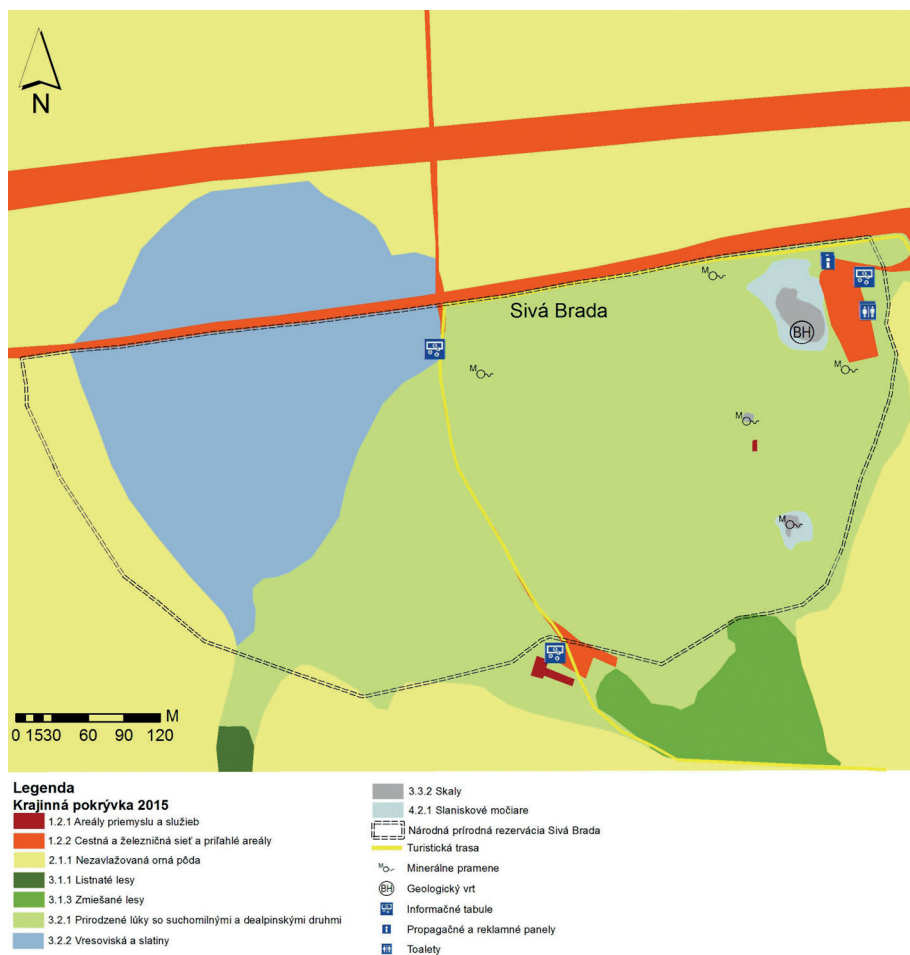 N
M
Sivá Brada
BH
M
M
M
M
M
0 1530 60 90 120
Legenda
Krajinná pokrývka 2015
1.2.1 Areály priemyslu a služieb
1.2.2 Cestná a železničná sieť a priľahlé areály
2.1.1 Nezavlažovaná orná pôda
3.1.1 Listnaté lesy
3.1.3 Zmiešané lesy
3.2.1 Prirodzené lúky so suchomilnými a dealpinskými druhmi
3.2.2 Vresoviská a slatiny
3.3.2 Skaly
4.2.1 Slaniskové močiare
Národná prírodná rezervácia Sivá Brada
Turistická trasa
M Minerálne pramene
BH Geologický vrt
Informačné tabule
i Propagačné a reklamné panely
Toalety